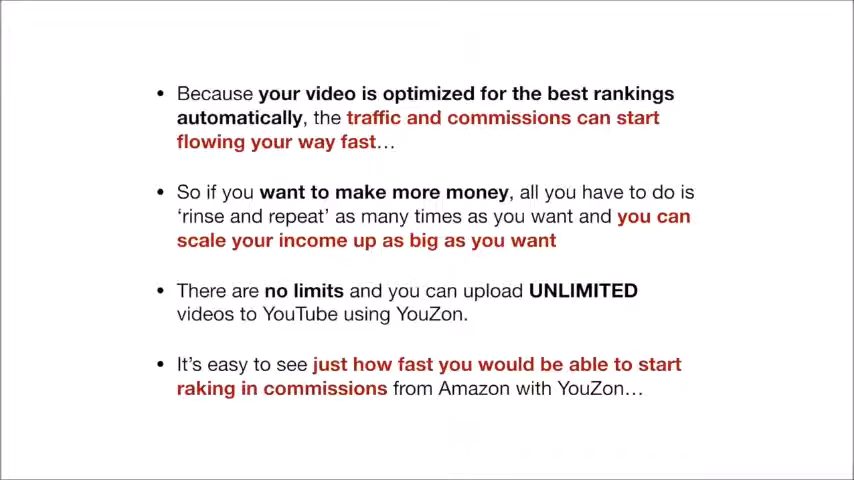 • Because your video is optimized for the best rankings
automatically, the traffic and commissions can start
flowing your way fast…
• So if you want to make more money, all you have to do is
‘rinse and repeat’ as many times as you want and you can
scale your income up as big as you want
• There are no limits and you can upload UNLIMITED
videos to YouTube using YouZon.
• It’s easy to see just how fast you would be able to start
raking in commissions from Amazon with YouZon…